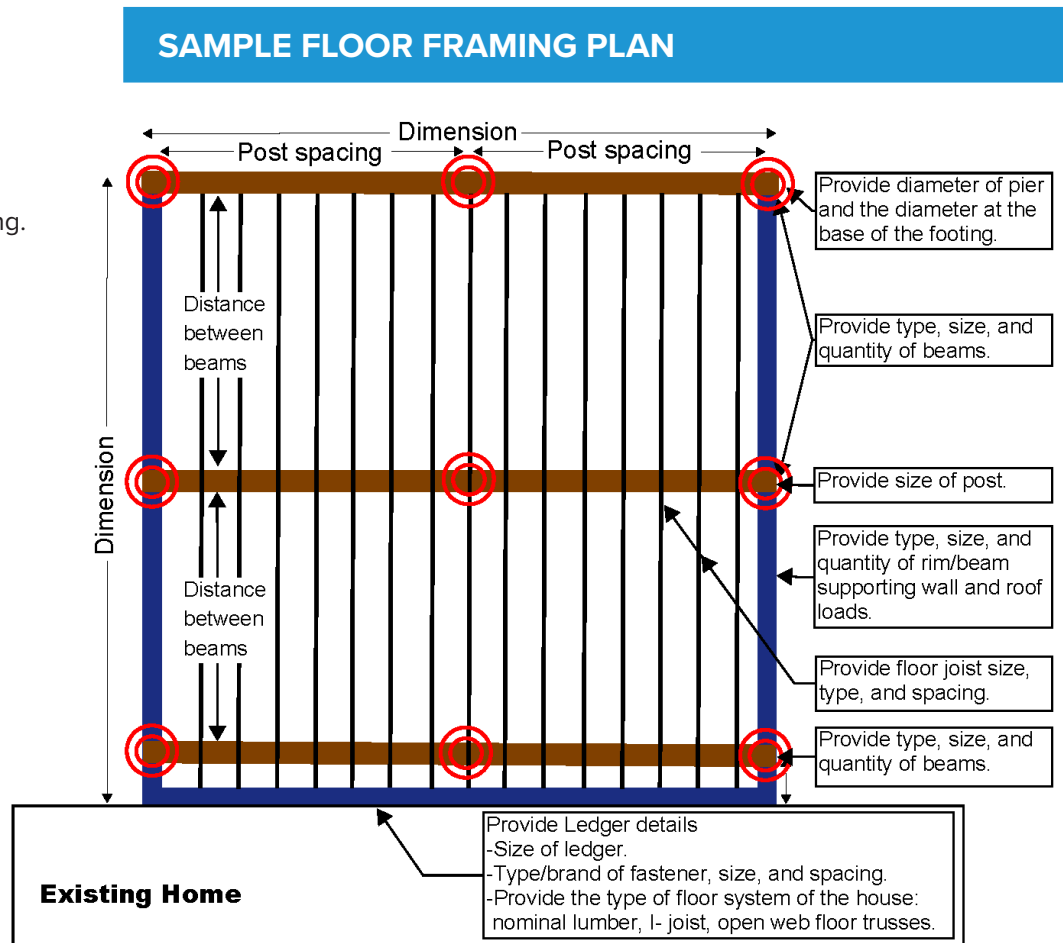 SAMPLE FLOOR FRAMING PLAN
Dimension
Post spacing
Post spacing
Provide diameter of pier
and the diameter at the
base of the footing.
Distance
between
beams
Provide type, size, and
quantity of beams.
Dimension
Provide size of post.
Provide type, size, and
quantity of rim/beam
supporting wall and roof
loads.
Distance
between
beams
Provide floor joist size,
type, and spacing.
Provide type, size, and
quantity of beams.
Provide Ledger details
-Size of ledger.
-Type/brand of fastener, size, and spacing.
-Provide the type of floor system of the house:
nominal lumber, I- joist, open web floor trusses.
Existing Home